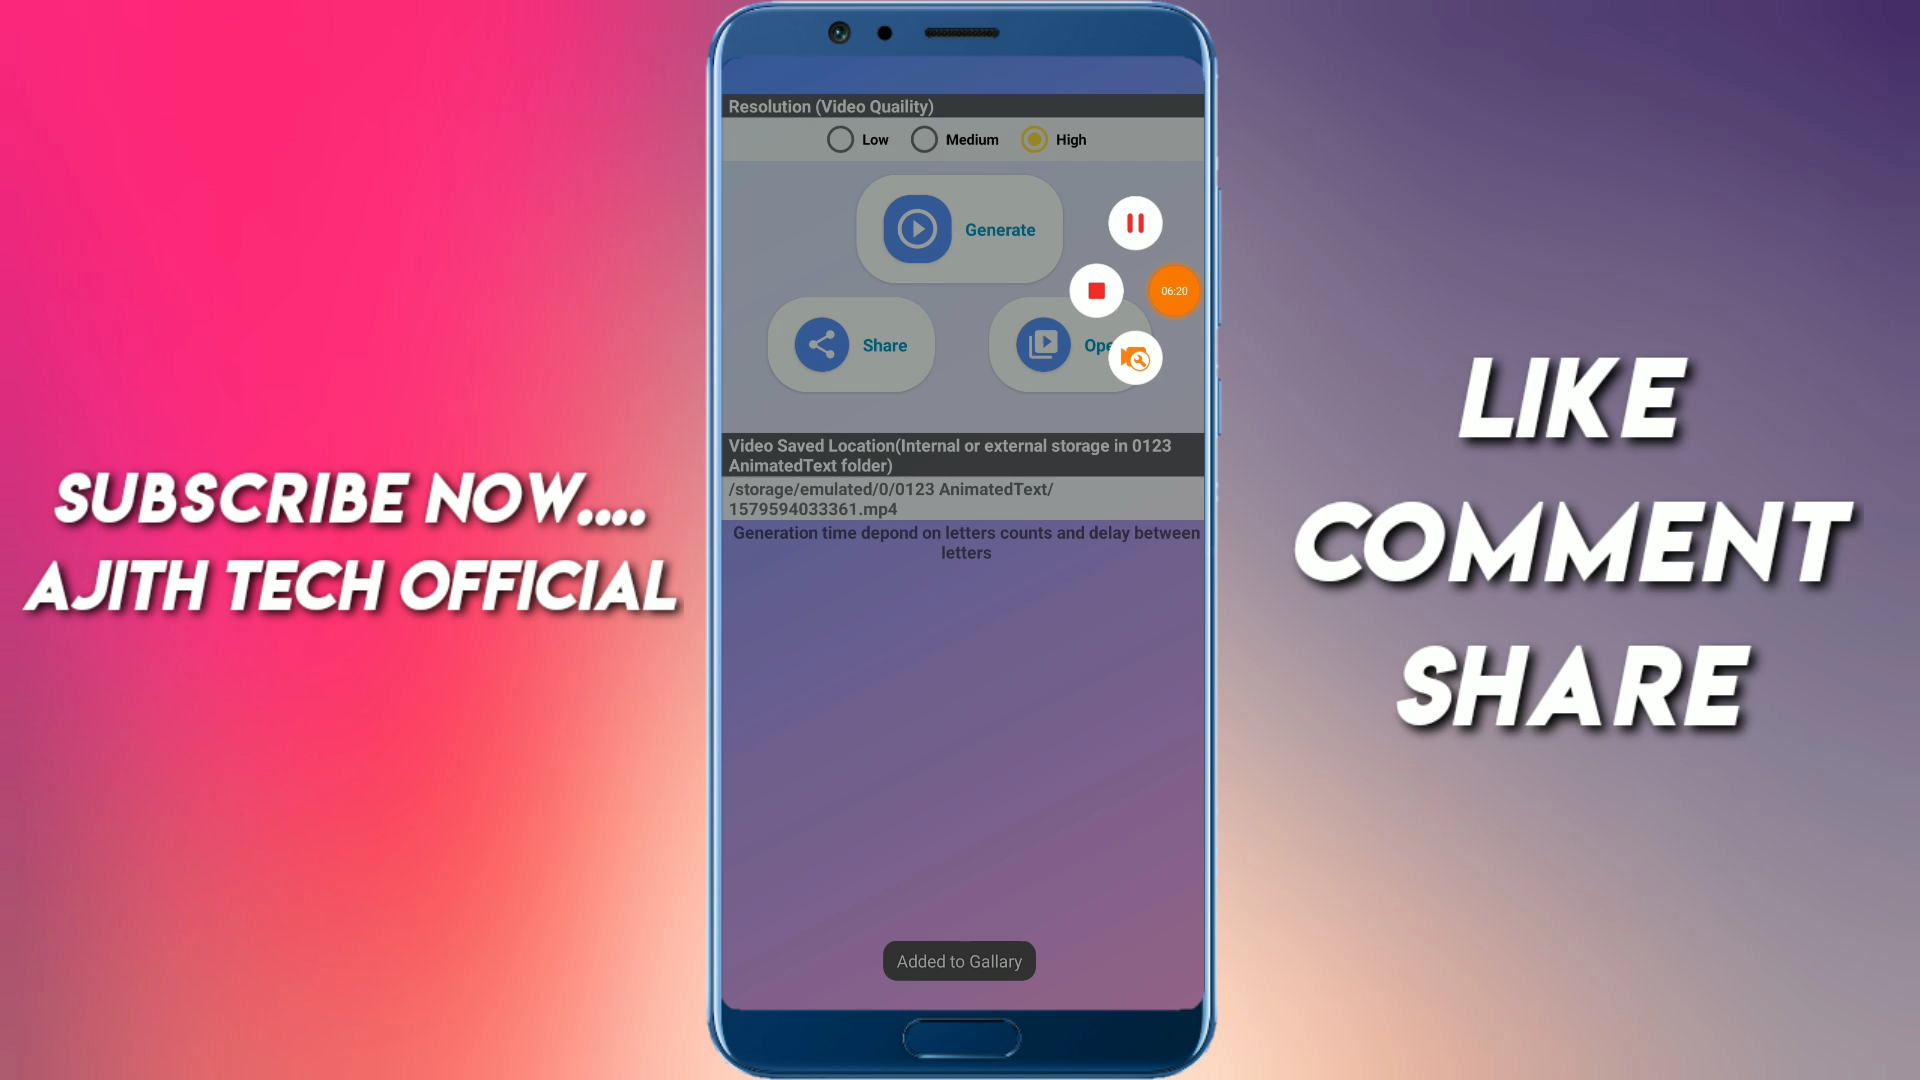 SUBSCRIBE NOW....
AJITH TECH OFFICIAL
Resolution (Video Quaility)
Low Medium High
Generate
06:20
Share
Ope
Video Saved Location(Internal or external storage in 0123
AnimatedText folder)
/storage/emulated/0/0123 AnimatedText/
1579594033361.mp4
Generation time depond on letters counts and delay between
letters
Added to Gallary
LIKE
COMMENT
SHARE